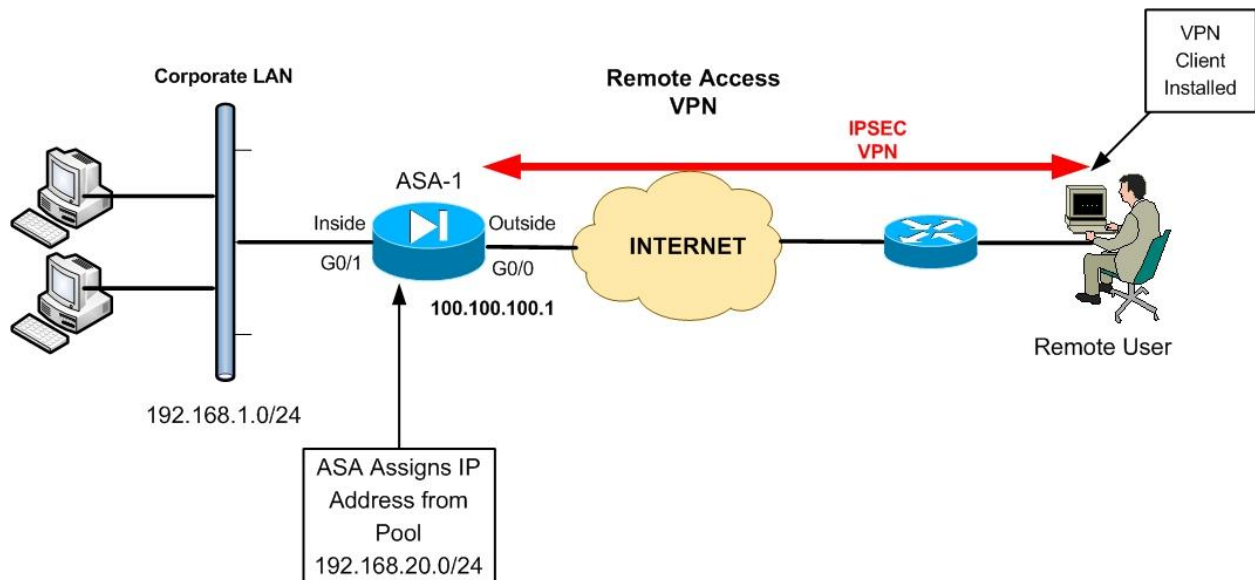 VPN
Client
Installed
Corporate LAN
Remote Access
VPN
IPSEC
VPN
ASA-1
Inside
Outside
G0/1
G0/0
INTERNET
100.100.100.1
Remote User
192.168.1.0/24
ASA Assigns IP
Address from
Pool
192.168.20.0/24